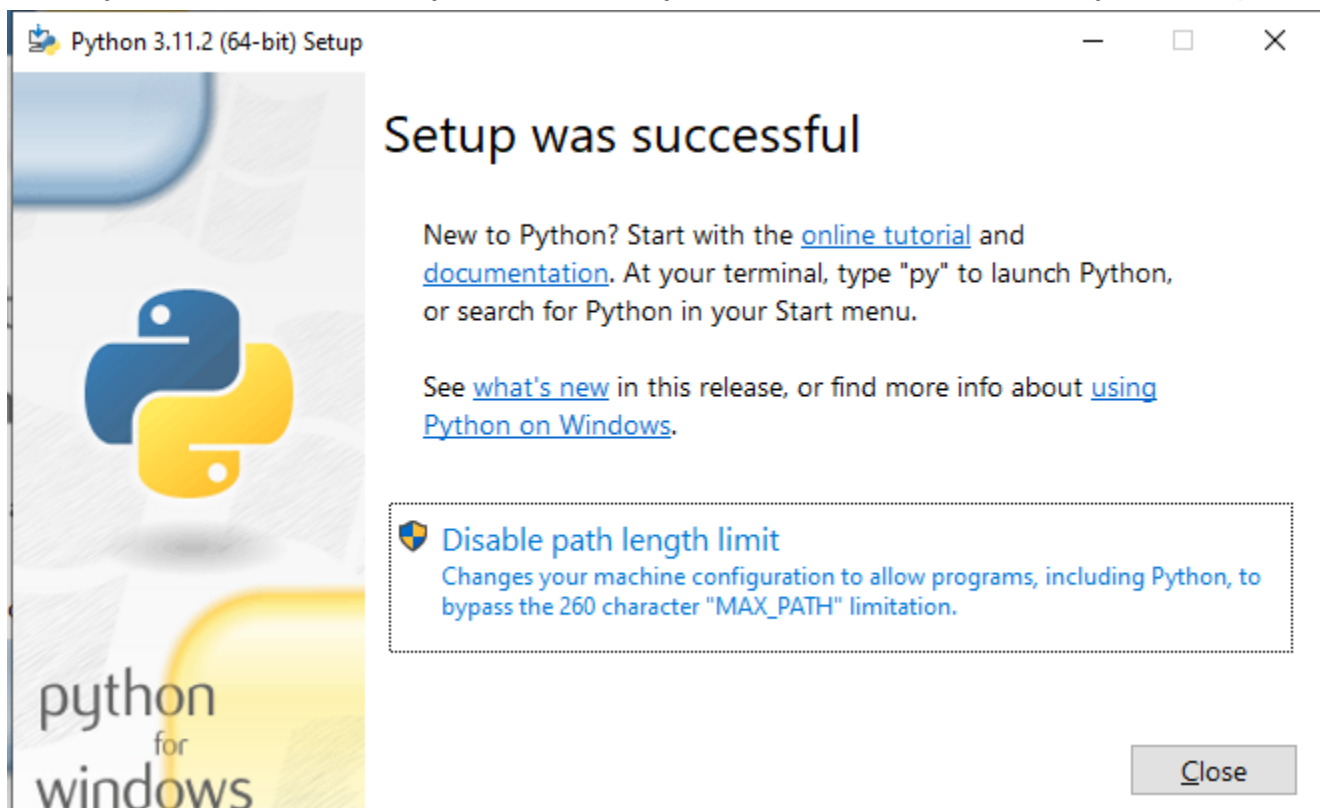 Python 3.11.2 (64-bit) Setup
Setup was successful
New to Python? Start with the online tutorial and
documentation. At your terminal, type "py" to launch Python,
or search for Python in your Start menu.
See what's new in this release, or find more info about using
Python on Windows.
Disable path length limit
Changes your machine configuration to allow programs, including Python, to
bypass the 260 character "MAX_PATH" limitation.
python
for
windows
Close